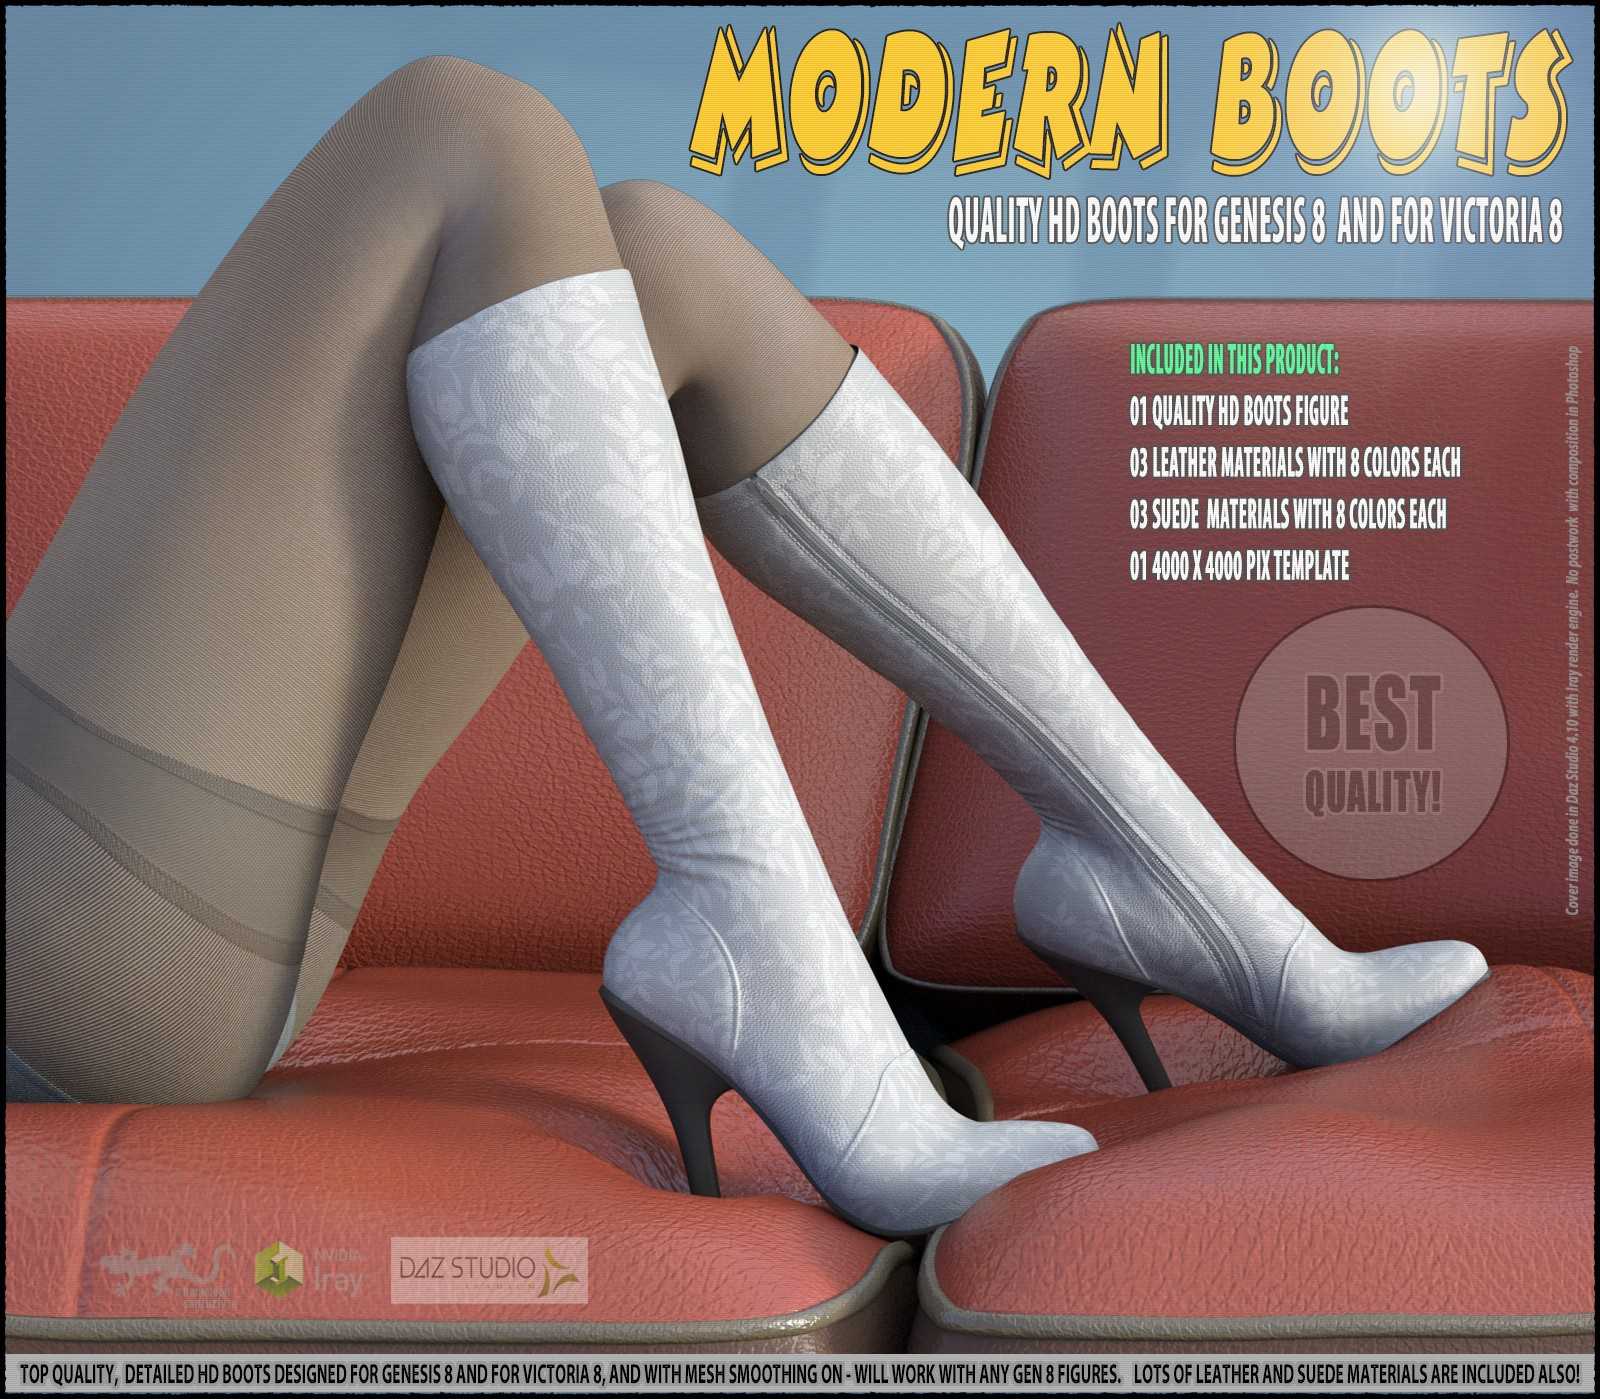 MODERN BOOTS
QUALITY HD BOOTS FOR GENESIS 8 AND FOR VICTORIA 8
INCLUDED IN THIS PRODUCT:
01 QUALITY HD BOOTS FIGURE
03 LEATHER MATERIALS WITH 8 COLORS EACH
03 SUEDE MATERIALS WITH 8 COLORS EACH
01 4000 X 4000 PIX TEMPLATE
BEST
QUALITY!
Cover image done in Daz Studio 4.10 with Iray render engine. No postwork with composition in Photoshop
NVIDIA
Iray
DAZ STUDIO
TOP QUALITY, DETAILED HD BOOTS DESIGNED FOR GENESIS 8 AND FOR VICTORIA 8, AND WITH MESH SMOOTHING ON - WILL WORK WITH ANY GEN 8 FIGURES. LOTS OF LEATHER AND SUEDE MATERIALS ARE INCLUDED ALSO!